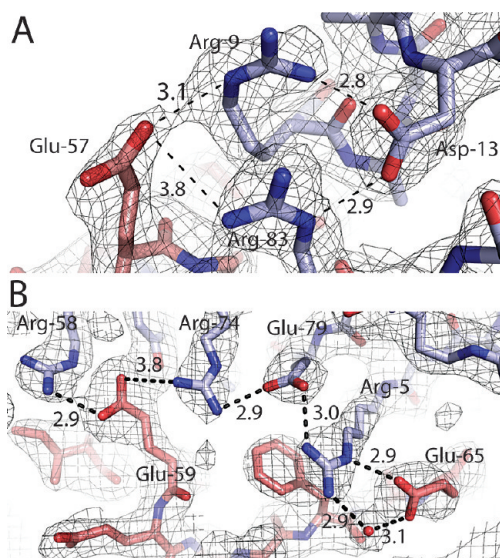 A
Arg-9
2.8
3.1
Glu-57
Asp-13
3.8
2.9
Arg-83
B
Arg-58
Arg-74
Glu-79
3.8
Arg-5
2.9
2.9
3.0
2.9
Glu-59
Glu-65
2.9
3.1